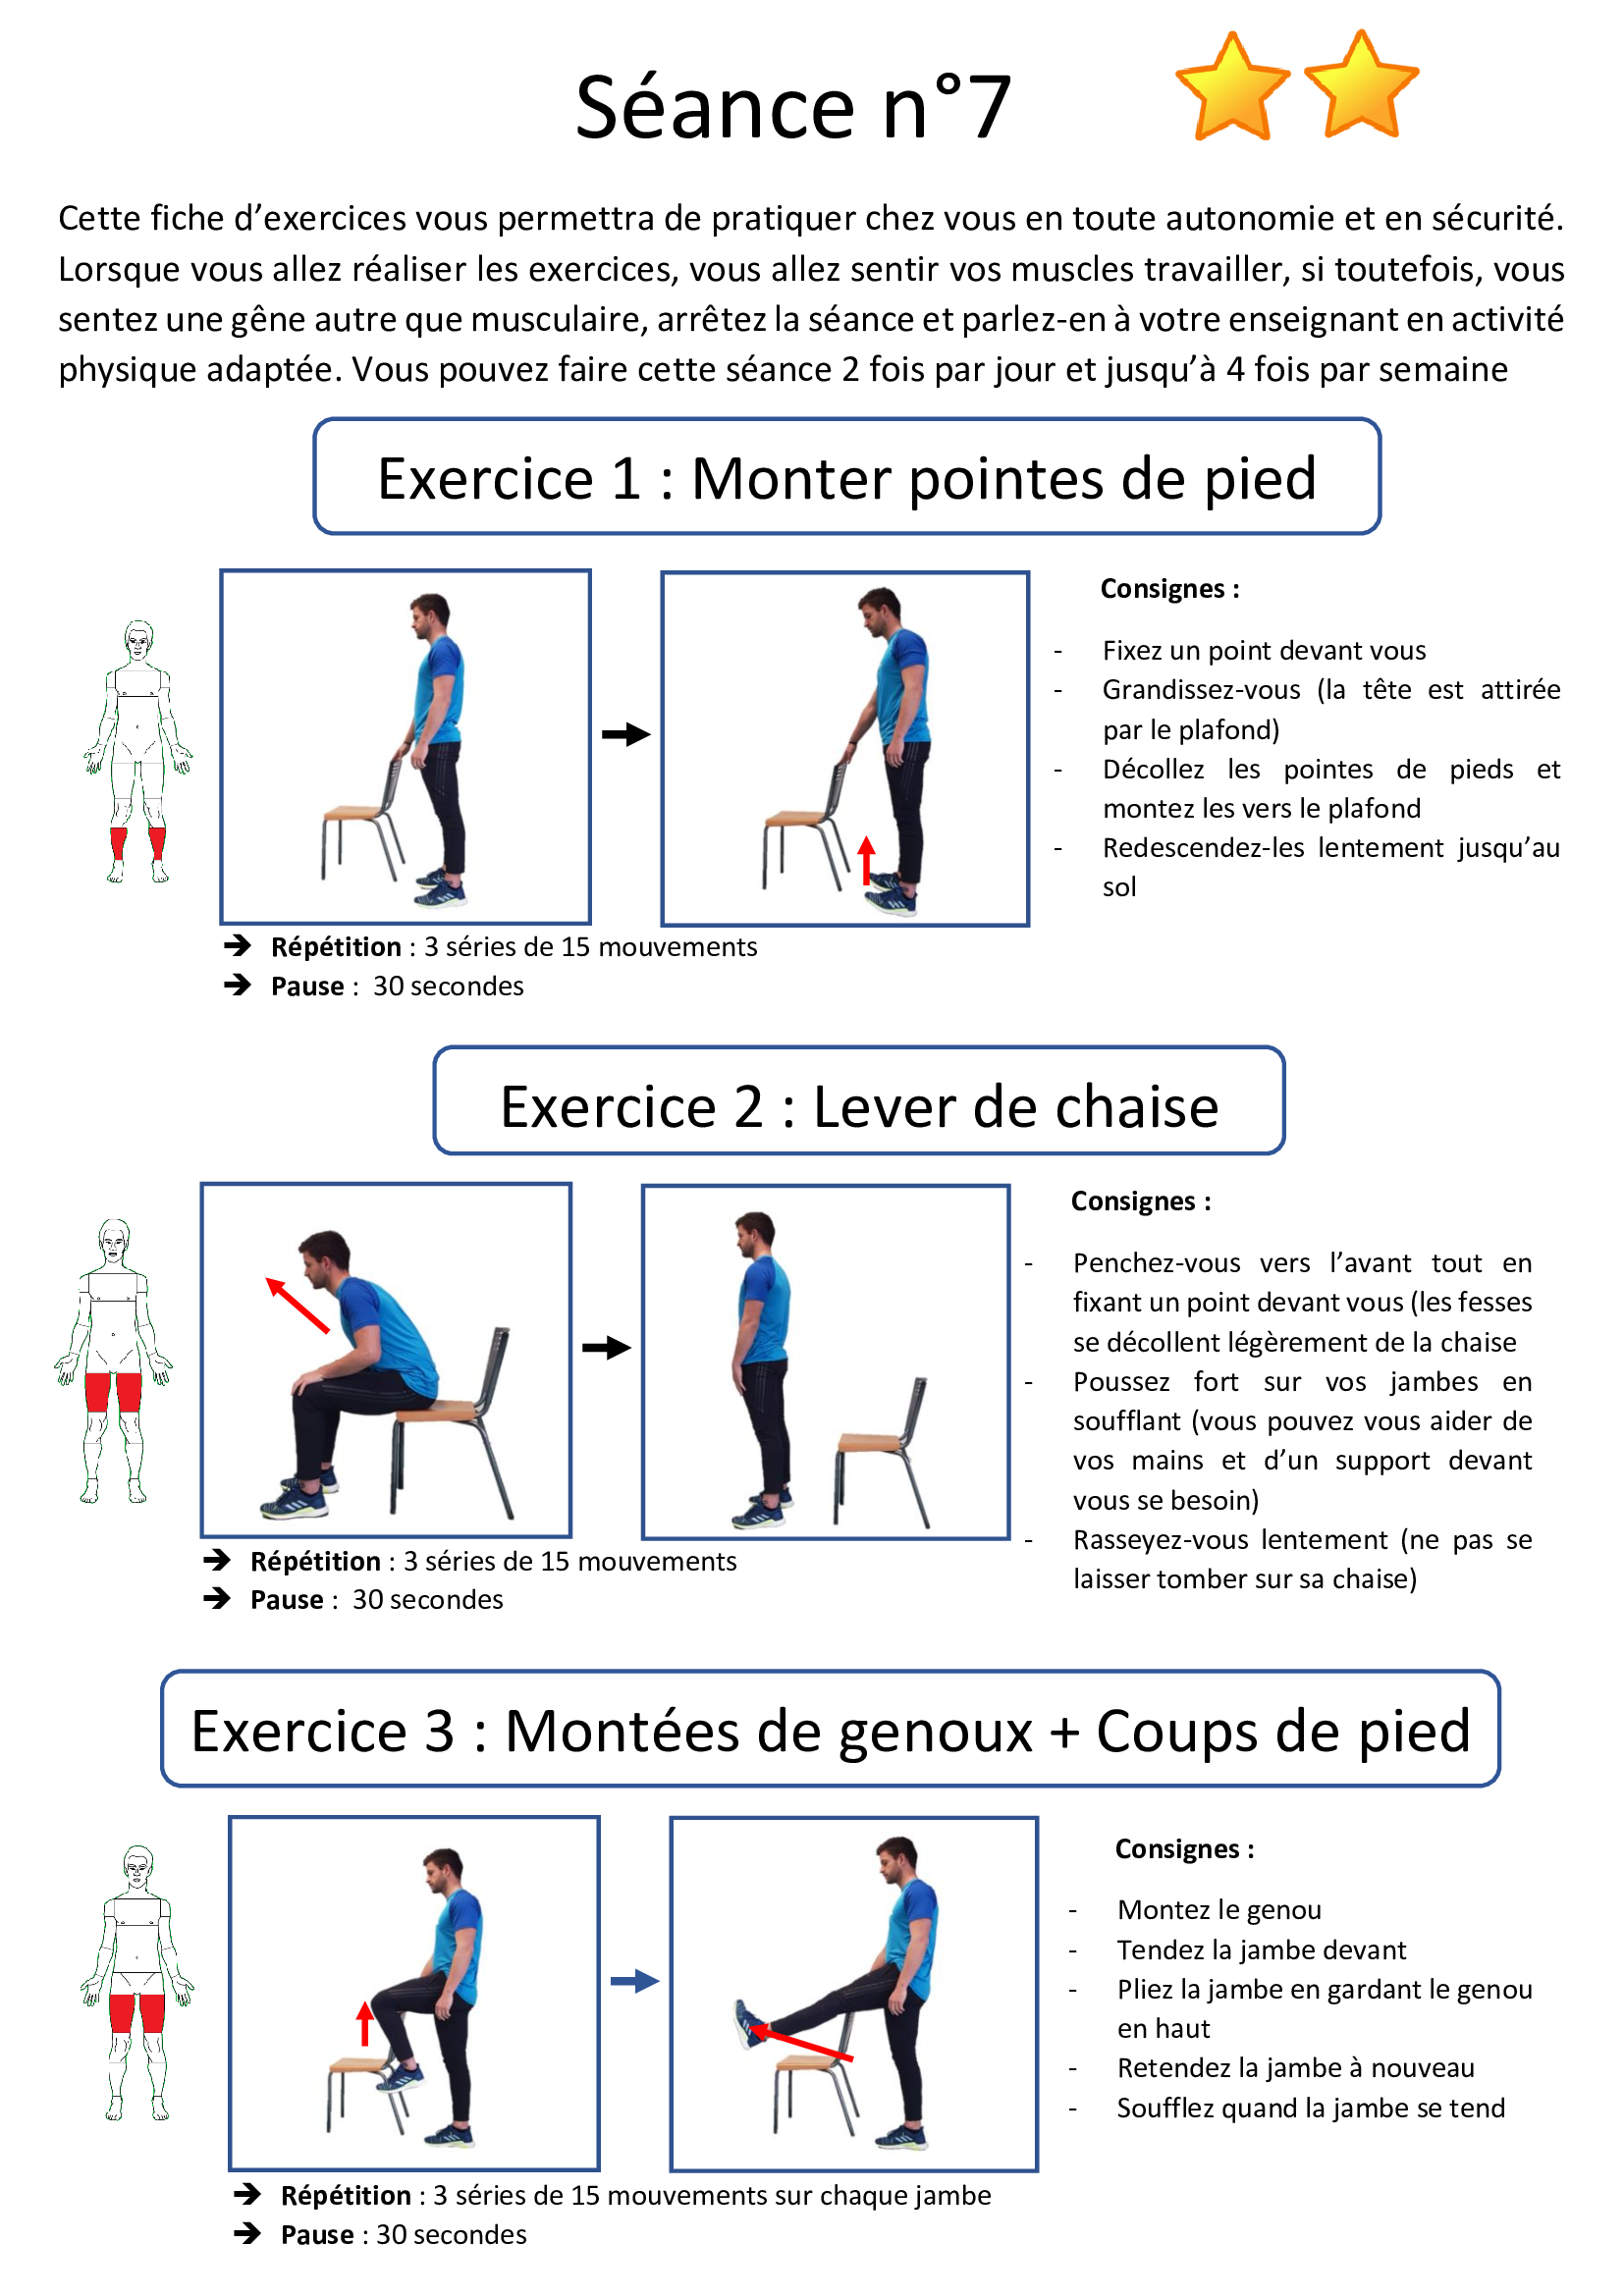 Séance n°7
Cette fiche d’exercices vous permettra de pratiquer chez vous en toute autonomie et en sécurité.
Lorsque vous allez réaliser les exercices, vous allez sentir vos muscles travailler, si toutefois, vous
sentez une gêne autre que musculaire, arrêtez la séance et parlez-en à votre enseignant en activité
physique adaptée. Vous pouvez faire cette séance 2 fois par jour et jusqu’à 4 fois par semaine
Exercice 1 : Monter pointes de pied
Consignes :
- Fixez un point devant vous
- Grandissez-vous (la tête est attirée
par le plafond)
- Décollez les pointes de pieds et
montez les vers le plafond
- Redescendez-les lentement jusqu’au
sol
➔ Répétition : 3 séries de 15 mouvements
➔ Pause : 30 secondes
Exercice 2 : Lever de chaise
Consignes :
- Penchez-vous vers l’avant tout en
fixant un point devant vous (les fesses
se décollent légèrement de la chaise
- Poussez fort sur vos jambes en
soufflant (vous pouvez vous aider de
vos mains et d’un support devant
vous se besoin)
- Rasseyez-vous lentement (ne pas se
laisser tomber sur sa chaise)
➔ Répétition : 3 séries de 15 mouvements
➔ Pause : 30 secondes
Exercice 3 : Montées de genoux + Coups de pied
Consignes :
- Montez le genou
- Tendez la jambe devant
- Pliez la jambe en gardant le genou
en haut
- Retendez la jambe à nouveau
- Soufflez quand la jambe se tend
➔ Répétition : 3 séries de 15 mouvements sur chaque jambe
➔ Pause : 30 secondes